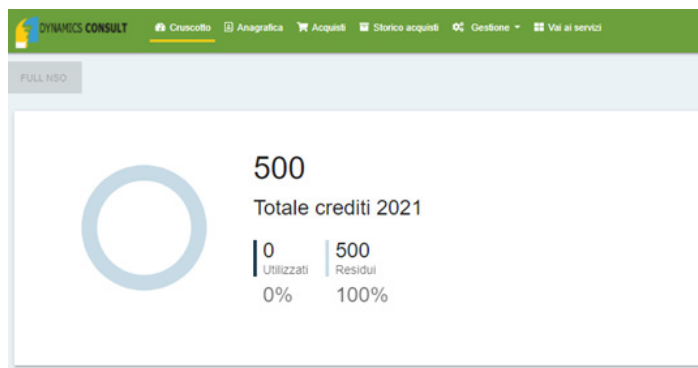 DYNAMICS CONSULT Cruscotto Anagrafica Acquisti Storico acquisti Gestione Vai ai servizi
FULL NSO
500
Totale crediti 2021
0 500
Utilizzati Residui
0% 100%